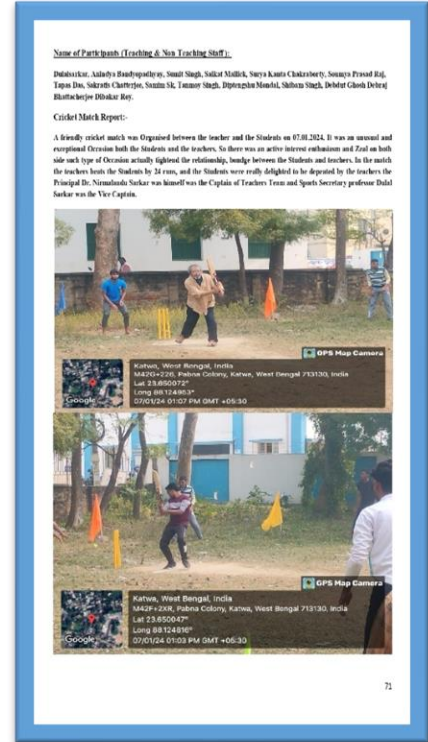 Name of Participants (Teaching & Non Teaching Staff):
Dulalsarkar, Anindya Bandyopadhyay, Sumit Singh, Saikat Mallick, Surya Kanta Chakraborty, Soumya Prasad Raj,
Tapas Das, Sokratis Chatterjee, Samim Sk, Tanmoy Singh, Diptengshu Mondal, Shibam Singh, Debdut Ghosh Debraj
Bhattacherjee Dibakar Roy.
Cricket Match Report:-
A friendly cricket match was Organised between the teacher and the Students on 07.01.2024. It was an unusual and
exceptional Occasion both the Students and the teachers. So there was an active interest enthusiasm and Zeal on both
side such type of Occasion actually tightend the relationship, bondge between the Students and teachers. In the match
the teachers beats the Students by 24 runs, and the Students were really delighted to be depeated by the teachers the
Principal Dr. Nirmalendu Sarkar was himself was the Captain of Teachers Team and Sports Secretary professor Dulal
Sarkar was the Vice Captain.
GPS Map Camera
Katwa, West Bengal, India
M42G+226, Pabna Colony, Katwa, West Bengal 713130, India
Lat 23.650072°
Long 88.124953°
07/01/24 01:07 PM GMT +05:30
Google
GPS Map Camera
Katwa, West Bengal, India
M42F+2XR, Pabna Colony, Katwa, West Bengal 713130, India
Lat 23.650047°
Long 88.124816°
07/01/24 01:03 PM GMT +05:30
Google
71